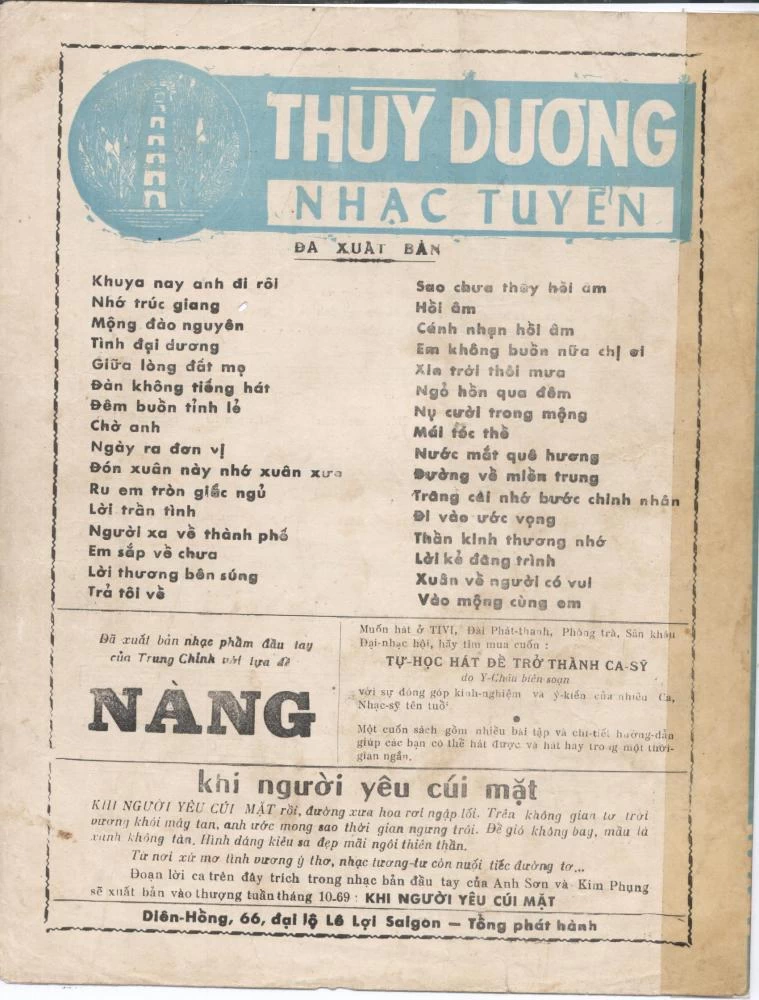 THÙY DƯƠNG
NHẠC TUYỂN
ĐÃ XUẤT BẢN
Khuya nay anh đi rồi
Nhớ trúc giang
Mộng đào nguyên
Tình đại dương
Giữa lòng đất mẹ
Đàn không tiếng hát
Đêm buồn tỉnh lẻ
Chờ anh
Ngày ra đơn vị
Đón xuân này nhớ xuân xưa
Ru em tròn giấc ngủ
Lời trần tình
Người xa về thành phố
Em sắp về chưa
Lời thương bên súng
Trả tôi về
Sao chưa thấy hồi âm
Hồi âm
Cánh nhạn hồi âm
Em không buồn nữa chị ơi
Xin trời thôi mưa
Ngỏ hồn qua đêm
Nụ cười trong mộng
Mái tóc thề
Nước mắt quê hương
Đường về miền trung
Trăng cài nhớ bước chinh nhân
Đi vào ước vọng
Thần kinh thương nhớ
Lời kẻ đăng trình
Xuân về người có vui
Vào mộng cùng em
Đã xuất bản nhạc phẩm đầu tay
của Trung Chỉnh với tựa đề
NÀNG
Muốn hát ở TIVI, Đài Phát-thanh, Phòng trà, Sân khấu
Đại-nhạc hội, hãy tìm mua cuốn :
TỰ-HỌC HÁT ĐỂ TRỞ THÀNH CA-SỸ
do Y-Châu biên soạn
với sự đóng góp kinh-nghiệm và ý-kiến của nhiều Ca,
Nhạc-sỹ tên tuổi
Một cuốn sách gồm nhiều bài tập và chi-tiết hướng-dẫn
giúp các bạn có thể hát được và hát hay trong một thời-
gian ngắn.
khi người yêu cúi mặt
KHI NGƯỜI YÊU CÚI MẶT rồi, đường xưa hoa rơi ngập lối. Trên không gian tơ trời
vương khói mây tan, anh ước mong sao thời gian ngưng trôi. Để gió không bay, mầu lá
xanh không tàn. Hình dáng kiêu sa đẹp mãi ngôi thiên thần.
Từ nơi xứ mơ tình vương ý thơ, nhạc tương-tư còn nuối tiếc đường tơ...
Đoạn lời ca trên đây trích trong nhạc bản đầu tay của Anh Sơn và Kim Phụng
sẽ xuất bản vào thượng tuần tháng 10-69 : KHI NGƯỜI YÊU CÚI MẶT
Diên-Hồng, 66, đại lộ Lê Lợi Saigon — Tổng phát hành